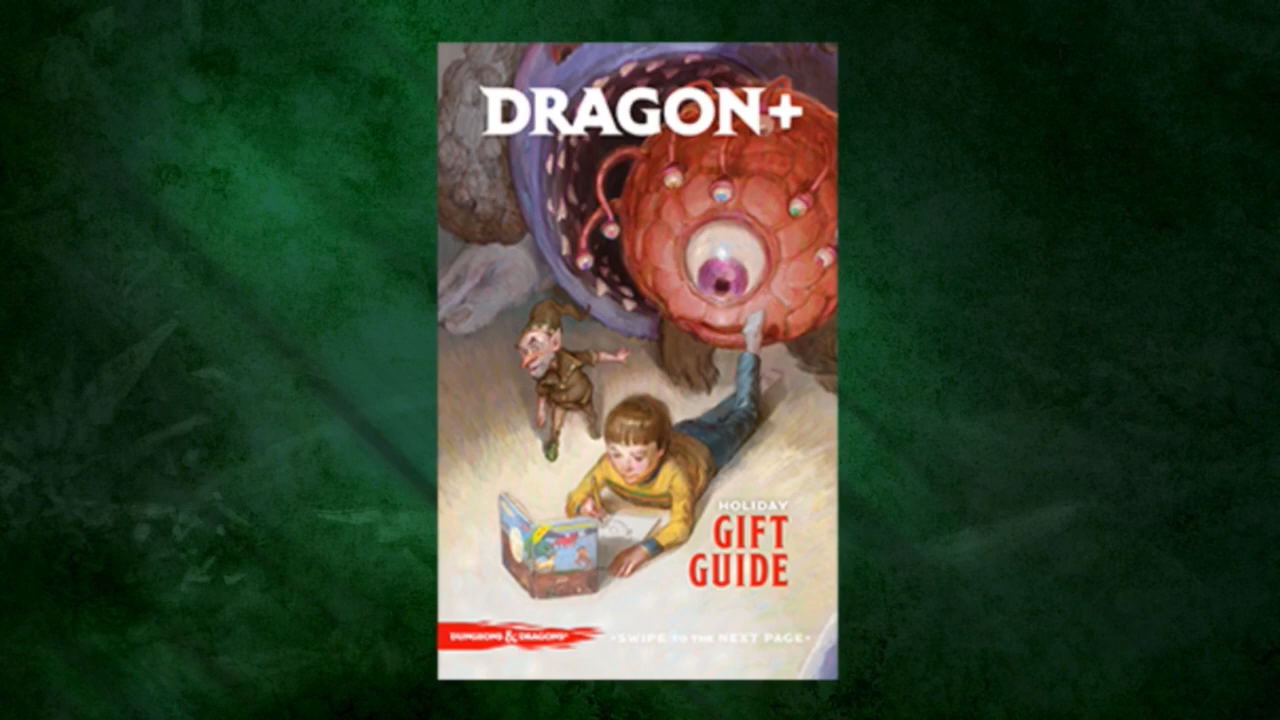 DRAGON+
HOLIDAY
GIFT
GUIDE
DUNGEONS & DRAGONS®
•SWIPE TO THE NEXT PAGE•